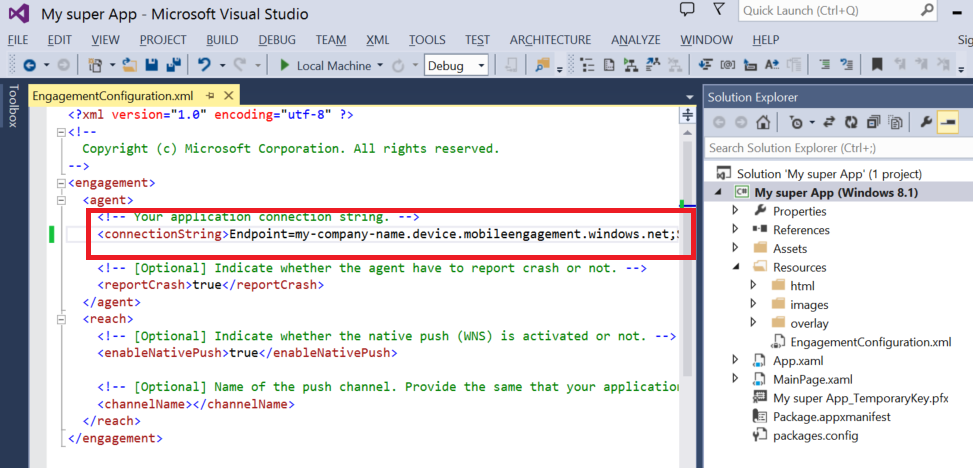 My super App - Microsoft Visual Studio
Quick Launch (Ctrl+Q)
FILE EDIT VIEW PROJECT BUILD DEBUG TEAM XML TOOLS TEST ARCHITECTURE ANALYZE WINDOW HELP
Local Machine Debug
Toolbox
EngagementConfiguration.xml
<?xml version="1.0" encoding="utf-8" ?>
<!--
Copyright (c) Microsoft Corporation. All rights reserved.
-->
<engagement>
<agent>
<!-- Your application connection string. -->
<connectionString>Endpoint=my-company-name.device.mobileengagement.windows.net;
<!-- [Optional] Indicate whether the agent have to report crash or not. -->
<reportCrash>true</reportCrash>
</agent>
<reach>
<!-- [Optional] Indicate whether the native push (WNS) is activated or not. -->
<enableNativePush>true</enableNativePush>
<!-- [Optional] Name of the push channel. Provide the same that your application
<channelName></channelName>
</reach>
</engagement>
Solution Explorer
Search Solution Explorer (Ctrl+;)
Solution 'My super App' (1 project)
C# My super App (Windows 8.1)
Properties
References
Assets
Resources
html
images
overlay
EngagementConfiguration.xml
App.xaml
MainPage.xaml
My super App_TemporaryKey.pfx
Package.appxmanifest
packages.config